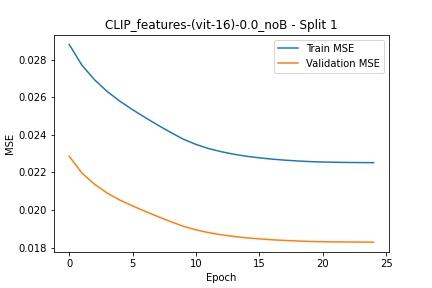 CLIP_features-(vit-16)-0.0_noB - Split 1
Train MSE
Validation MSE
0.028
0.026
0.024
0.022
0.020
0.018
MSE
0 5 10 15 20 25
Epoch